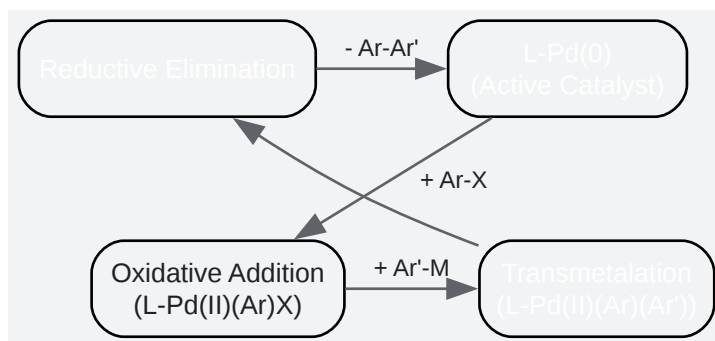 Reductive Elimination
- Ar-Ar'
L-Pd(0)
(Active Catalyst)
+ Ar-X
Oxidative Addition
(L-Pd(II)(Ar)X)
+ Ar'-M
Transmetalation
(L-Pd(II)(Ar)(Ar'))